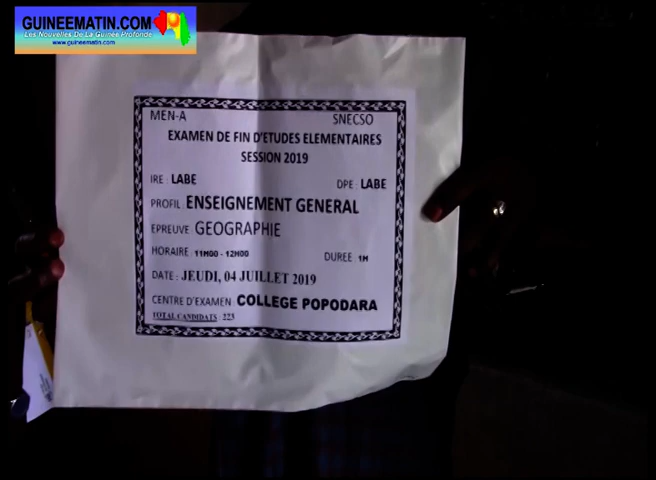 GUINEEMATIN.COM
Les Nouvelles De La Guinée Profonde
www.guineematin.com
MEN-A SNECSO
EXAMEN DE FIN D'ETUDES ELEMENTAIRES
SESSION 2019
IRE : LABE DPE : LABE
PROFIL : ENSEIGNEMENT GENERAL
EPREUVE : GEOGRAPHIE
HORAIRE : 11H00 - 12H00 DUREE : 1H
DATE : JEUDI, 04 JUILLET 2019
CENTRE D'EXAMEN : COLLEGE POPODARA
TOTAL CANDIDATS : 223